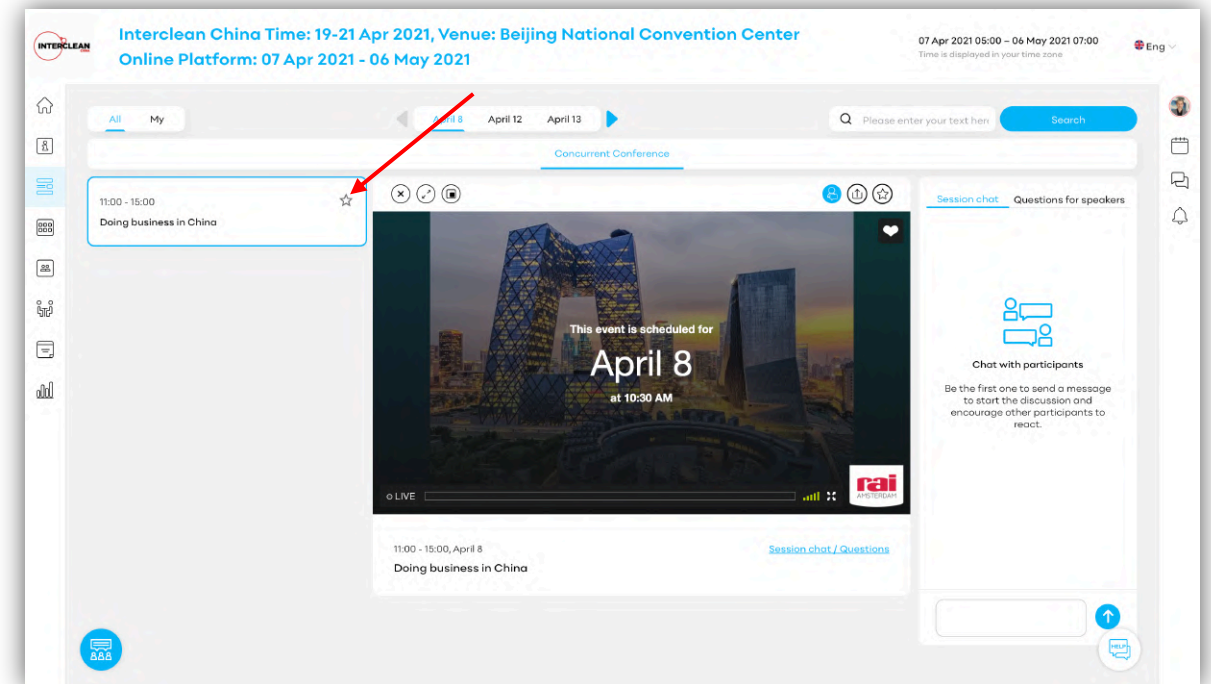 INTERCLEAN
Interclean China Time: 19-21 Apr 2021, Venue: Beijing National Convention Center
Online Platform: 07 Apr 2021 - 06 May 2021
07 Apr 2021 05:00 – 06 May 2021 07:00
Time is displayed in your time zone
Eng
All My
April 8 April 12 April 13
Please enter your text here
Search
Concurrent Conference
11:00 - 15:00
Doing business in China
This event is scheduled for
April 8
at 10:30 AM
LIVE
rai
AMSTERDAM
11:00 - 15:00, April 8
Session chat / Questions
Doing business in China
Session chat Questions for speakers
Chat with participants
Be the first one to send a message
to start the discussion and
encourage other participants to
react.
HELP